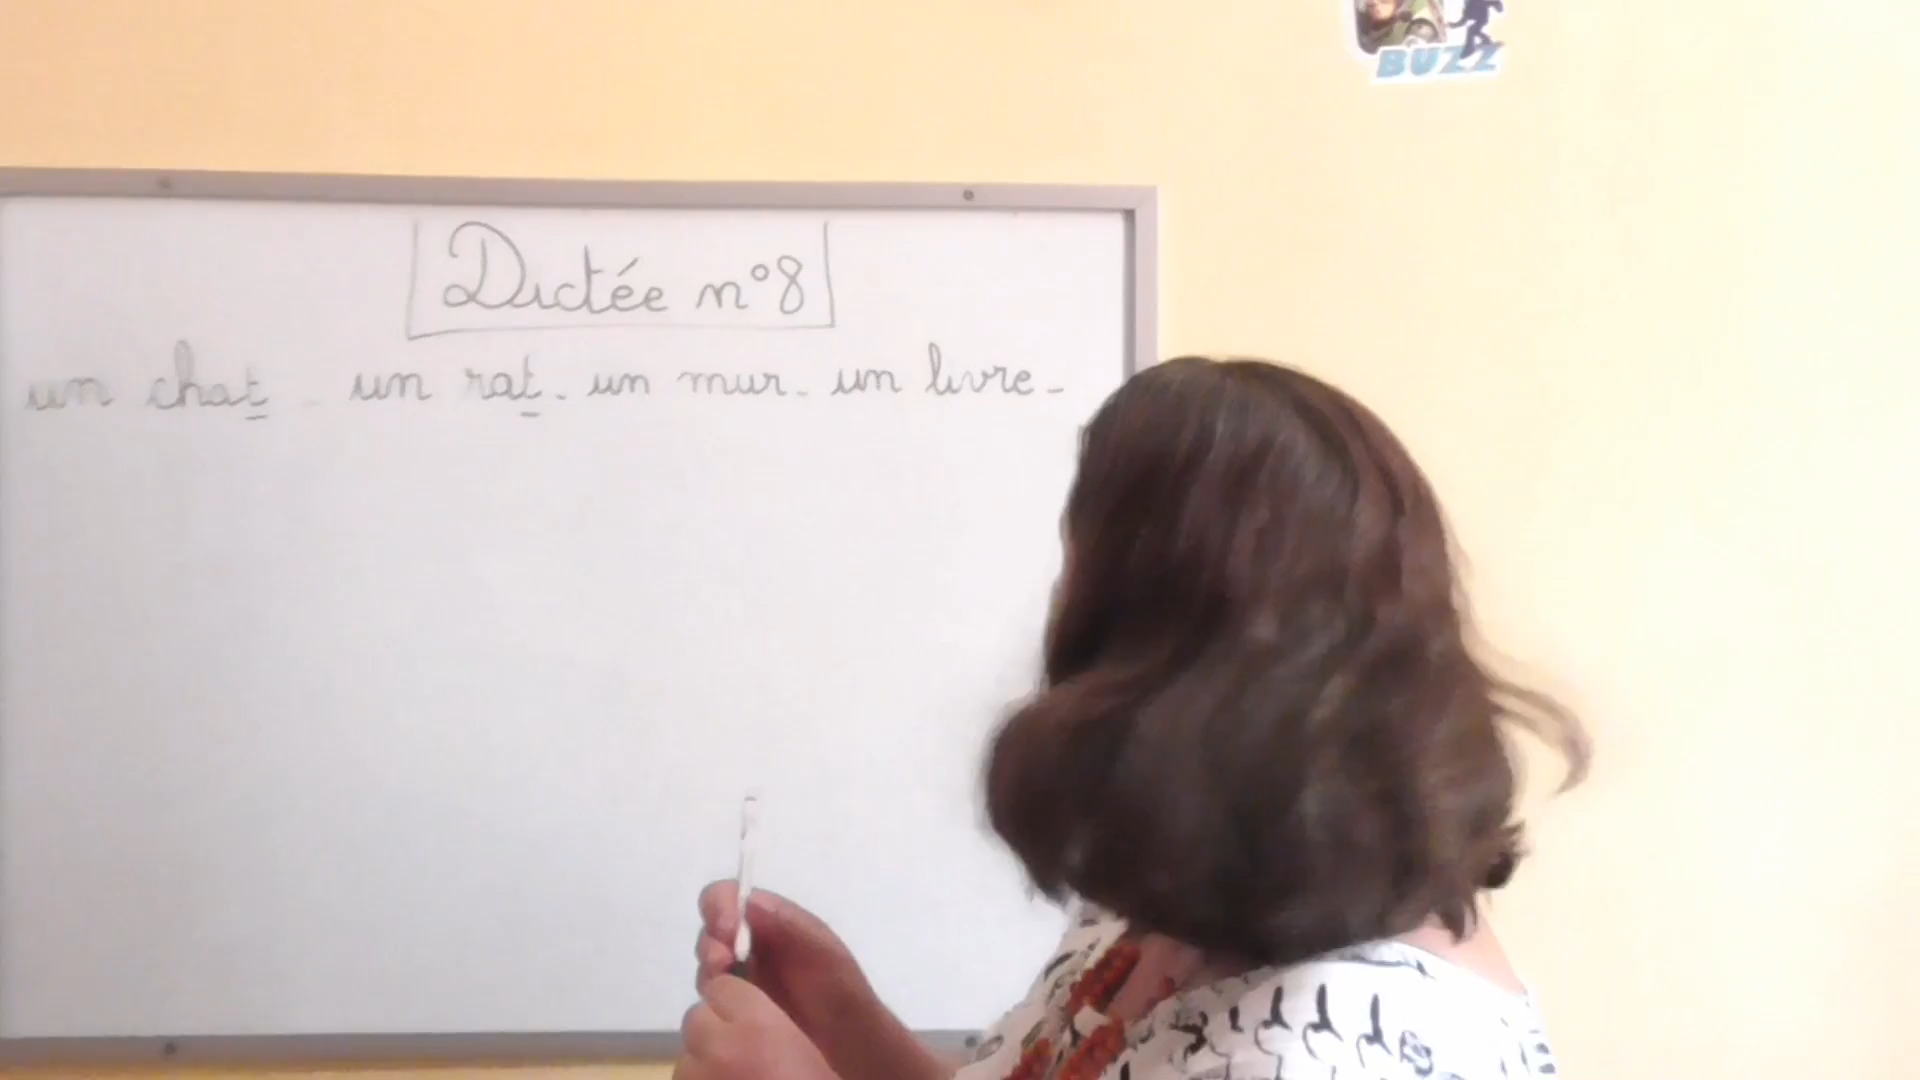 BUZZ
Dictée n°8
un chat - un rat - un mur - un livre -